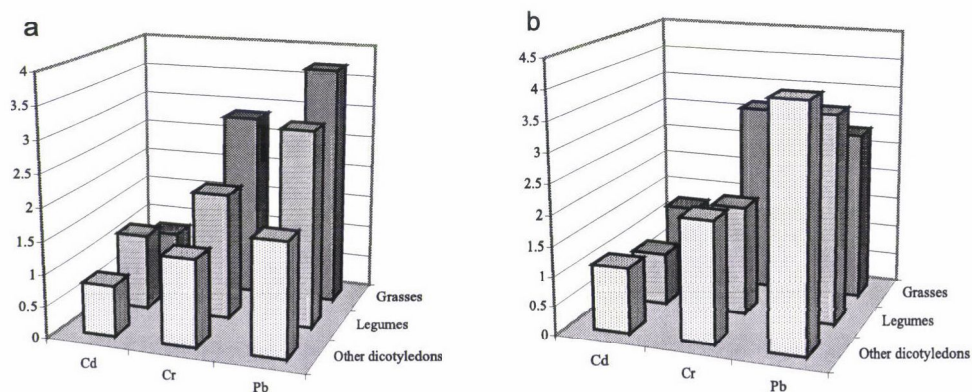 a
4
3.5
3
2.5
2
1.5
1
0.5
0
Cd
Cr
Pb
Grasses
Legumes
Other dicotyledons
b
4.5
4
3.5
3
2.5
2
1.5
1
0.5
0
Cd
Cr
Pb
Grasses
Legumes
Other dicotyledons